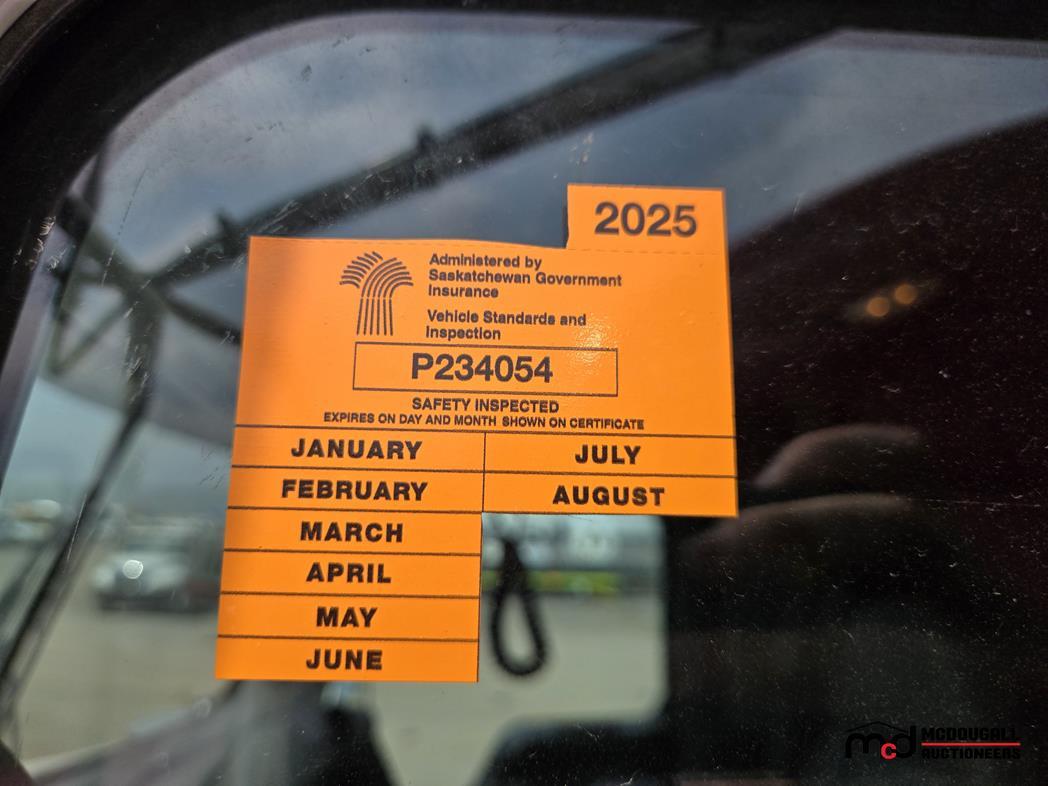 2025
Administered by
Saskatchewan Government
Insurance
Vehicle Standards and
Inspection
P234054
SAFETY INSPECTED
EXPIRES ON DAY AND MONTH SHOWN ON CERTIFICATE
JANUARY
JULY
FEBRUARY
AUGUST
MARCH
APRIL
MAY
JUNE
mcd MCDOUGALL
AUCTIONEERS